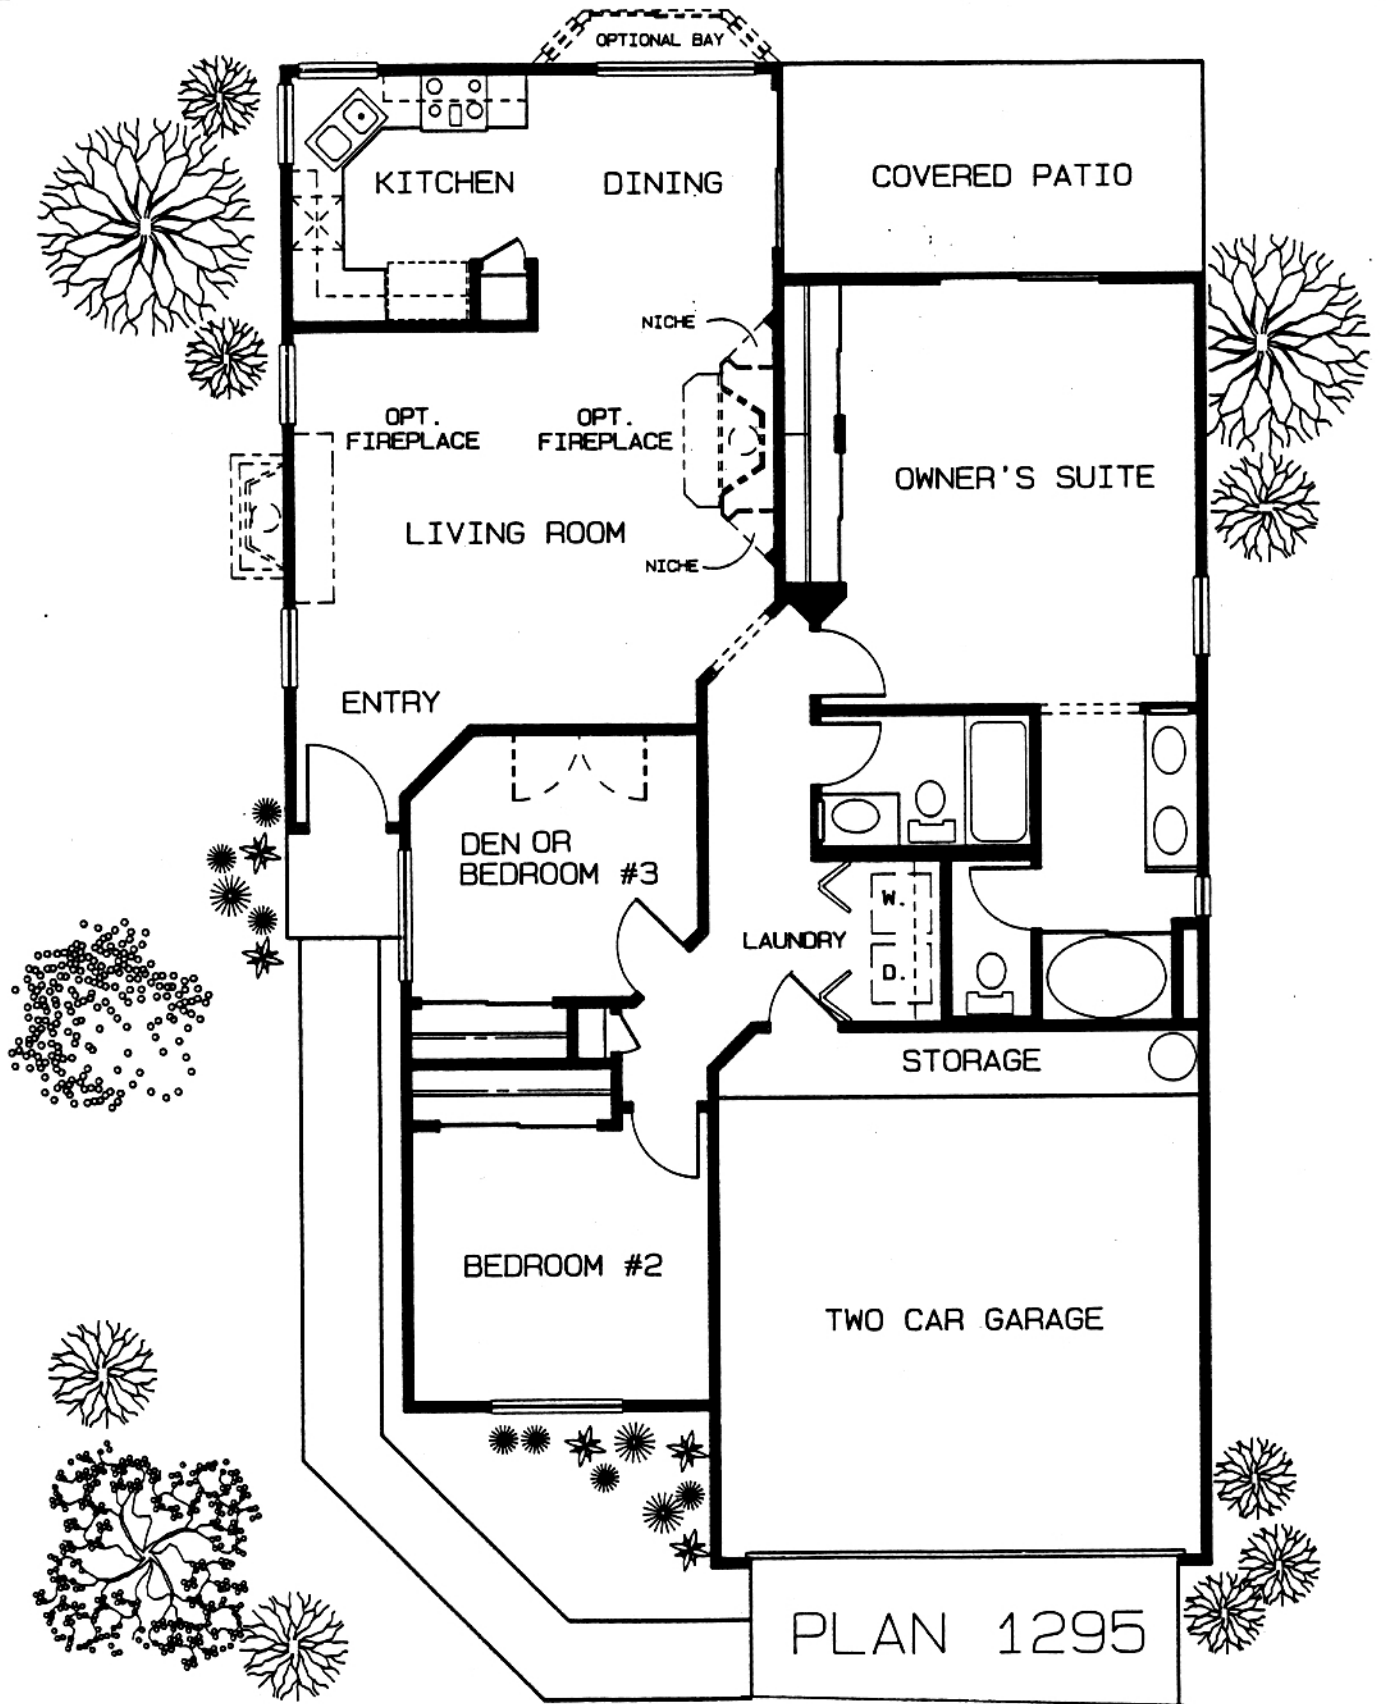 OPTIONAL BAY
KITCHEN
DINING
COVERED PATIO
NICHE
OPT.
FIREPLACE
OPT.
FIREPLACE
OWNER'S SUITE
LIVING ROOM
NICHE
ENTRY
DEN OR
BEDROOM #3
W.
LAUNDRY
D.
STORAGE
BEDROOM #2
TWO CAR GARAGE
PLAN 1295